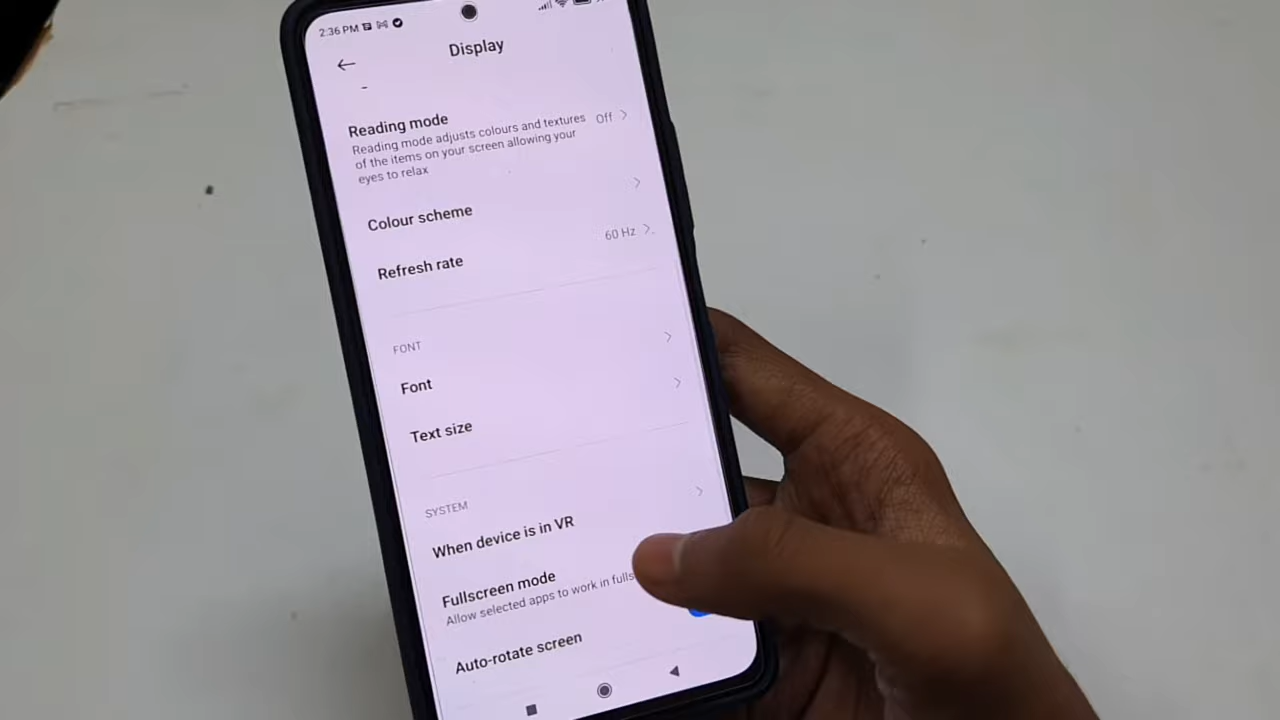 2:36 PM
Display
Reading mode
Off
Reading mode adjusts colours and textures
of the items on your screen allowing your
eyes to relax
Colour scheme
Refresh rate
60 Hz
FONT
Font
Text size
SYSTEM
When device is in VR
Fullscreen mode
Allow selected apps to work in fulls
Auto-rotate screen